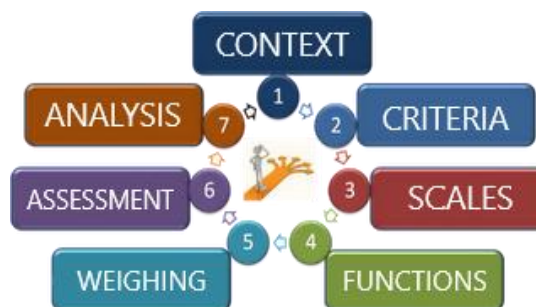 CONTEXT
1
2
CRITERIA
3
SCALES
4
FUNCTIONS
5
WEIGHING
6
ASSESSMENT
7
ANALYSIS